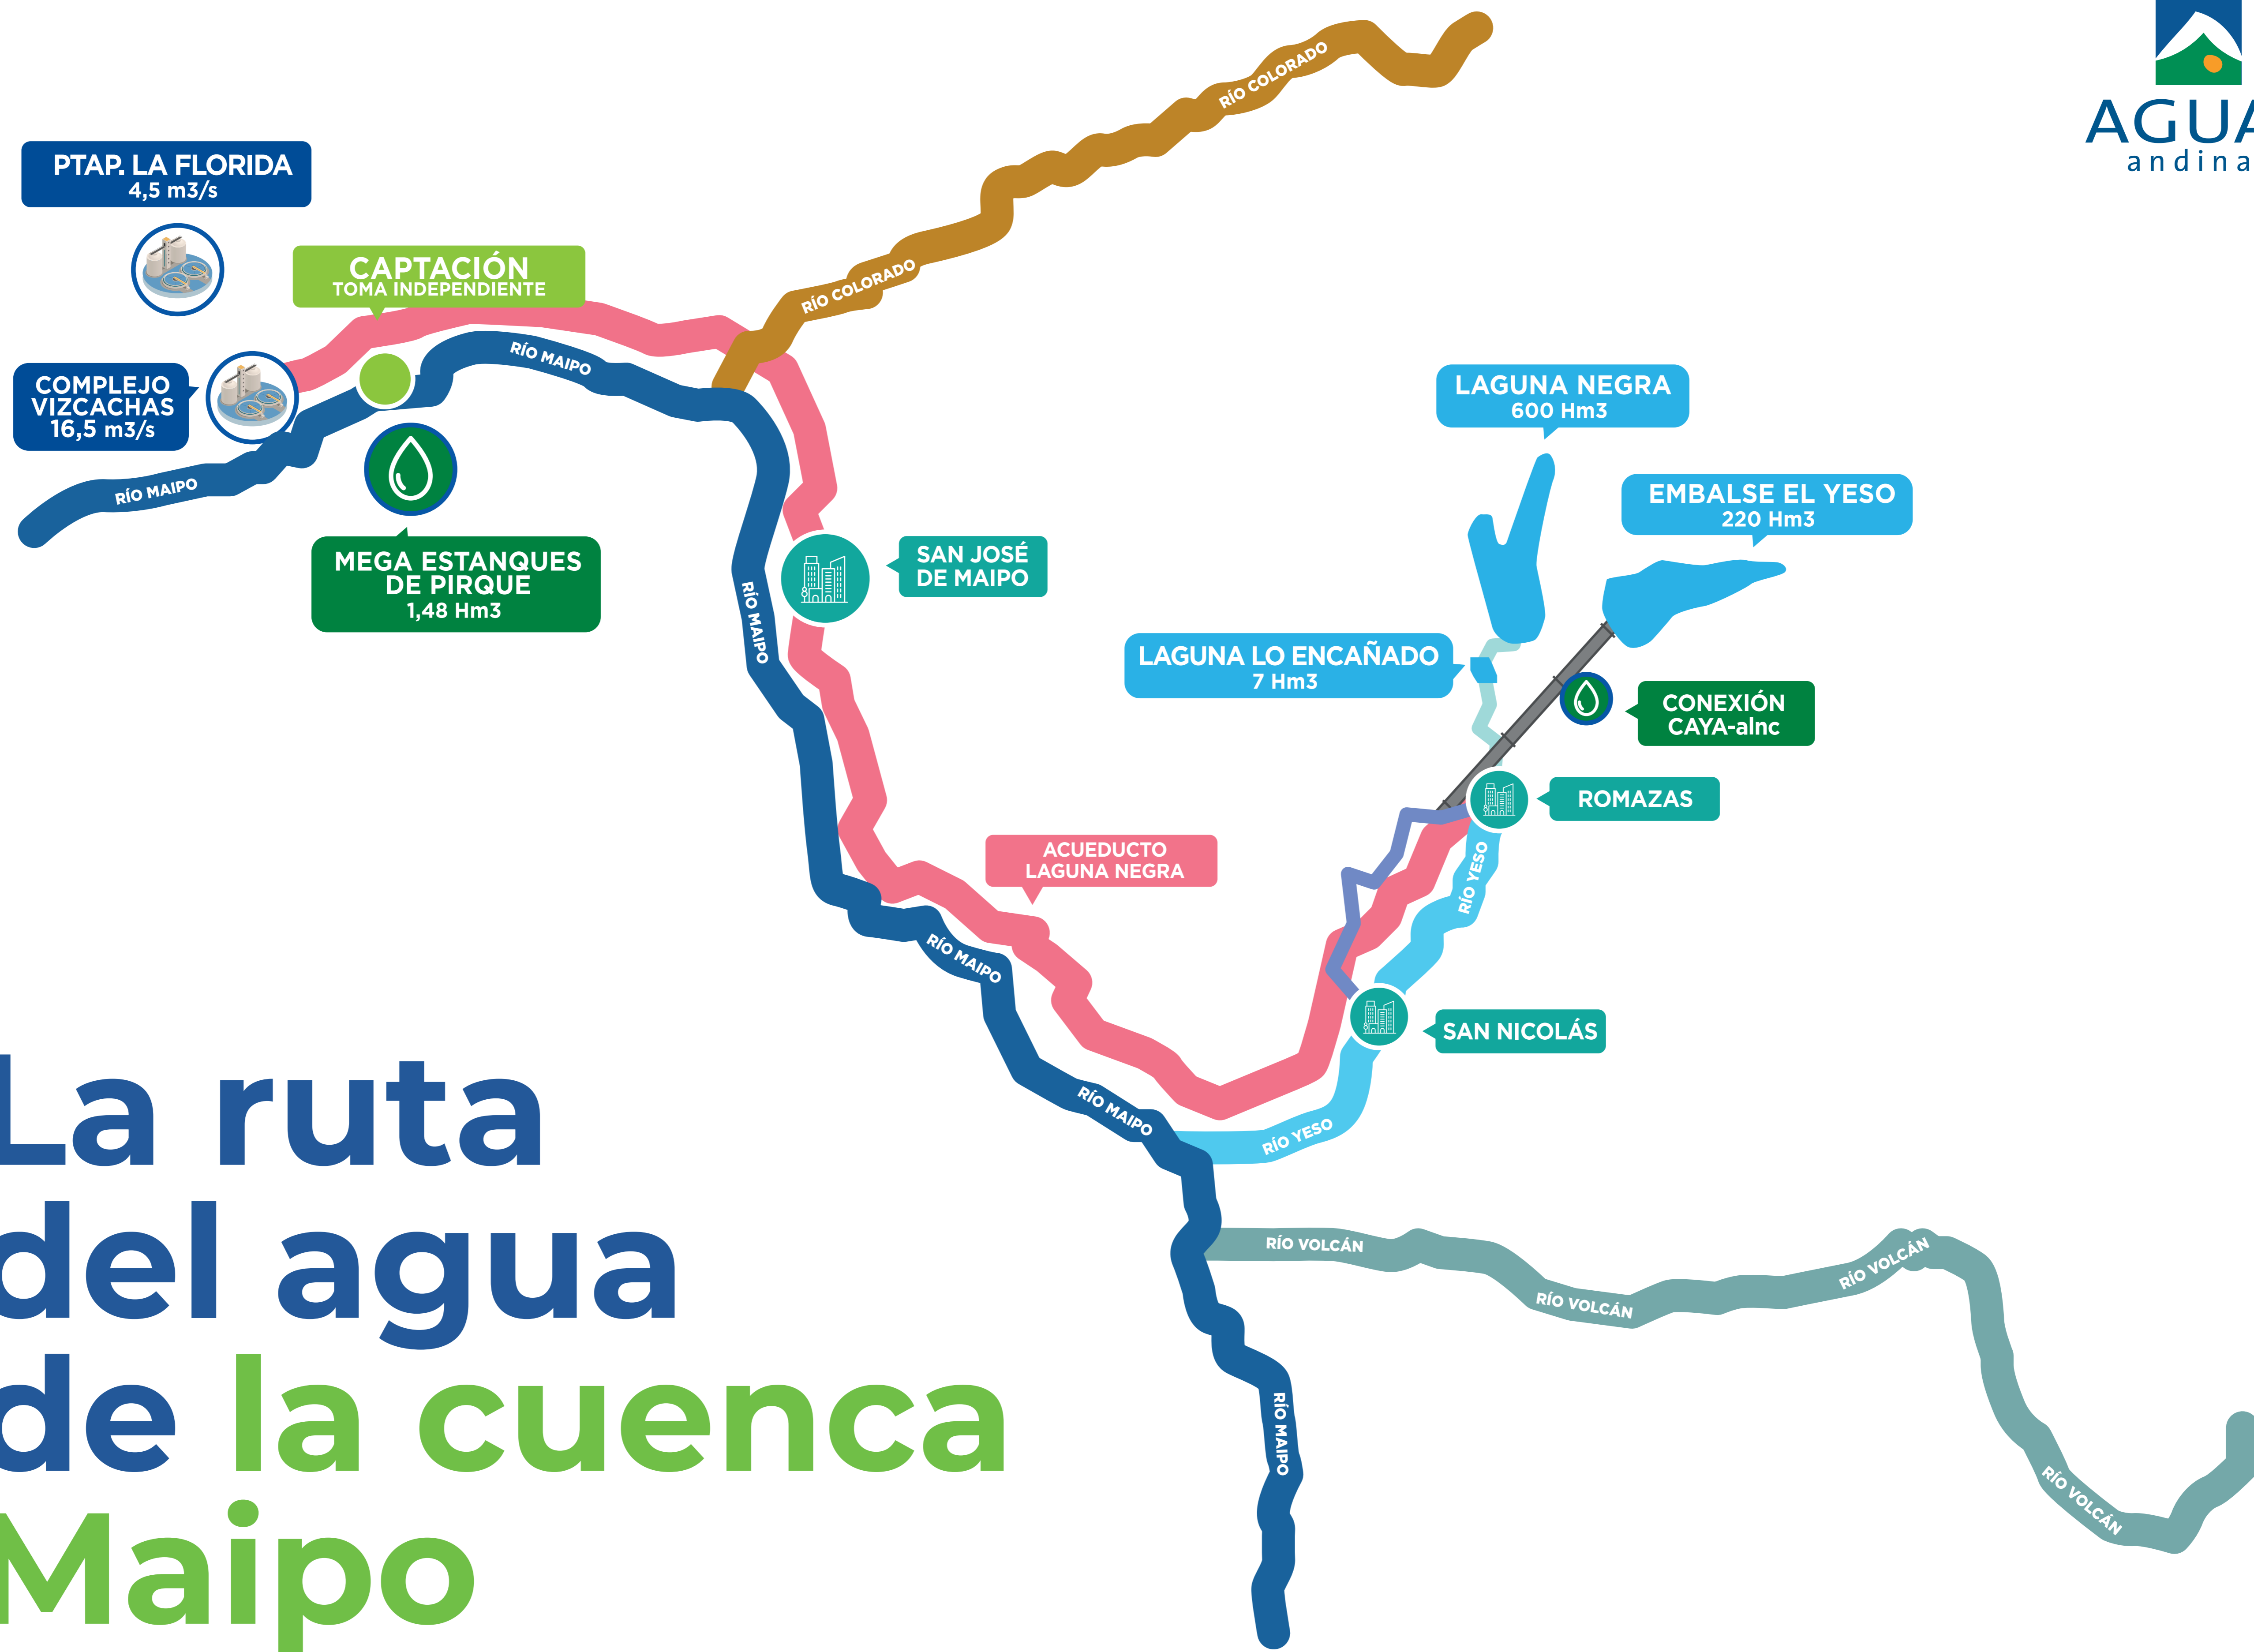 AGUA
andina
RÍO COLORADO
PTAP. LA FLORIDA
4,5 m3/s
CAPTACIÓN
TOMA INDEPENDIENTE
RÍO COLORADO
RÍO MAIPO
COMPLEJO
VIZCACHAS
16,5 m3/s
RÍO MAIPO
LAGUNA NEGRA
600 Hm3
EMBALSE EL YESO
220 Hm3
MEGA ESTANQUES
DE PIRQUE
1,48 Hm3
SAN JOSÉ
DE MAIPO
RÍO MAIPO
LAGUNA LO ENCAÑADO
7 Hm3
CONEXIÓN
CAYA-alnc
ROMAZAS
ACUEDUCTO
LAGUNA NEGRA
RÍO YESO
RÍO MAIPO
SAN NICOLÁS
RÍO MAIPO
RÍO YESO
La ruta
del agua
de la cuenca
Maipo
RÍO VOLCÁN
RÍO VOLCÁN
RÍO VOLCÁN
RÍO MAIPO
RÍO VOLCÁN